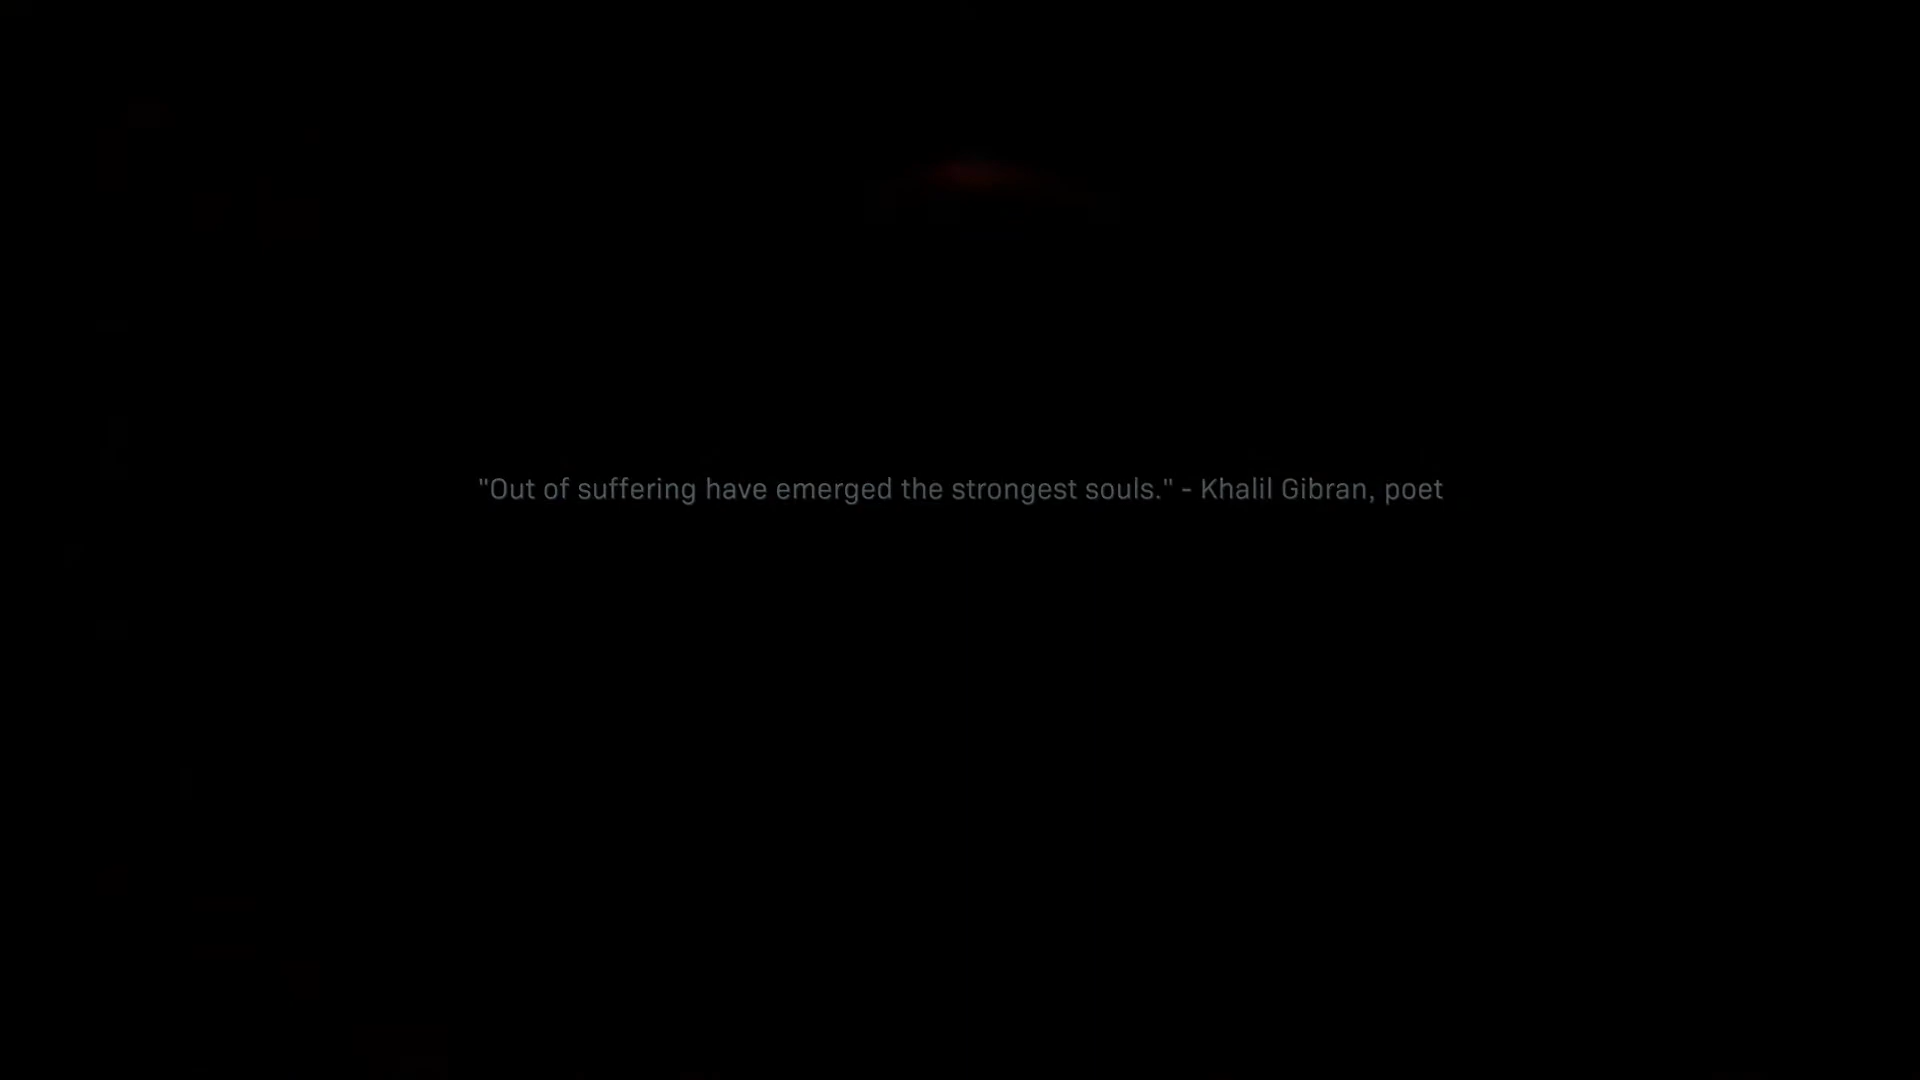 "Out of suffering have emerged the strongest souls." - Khalil Gibran, poet